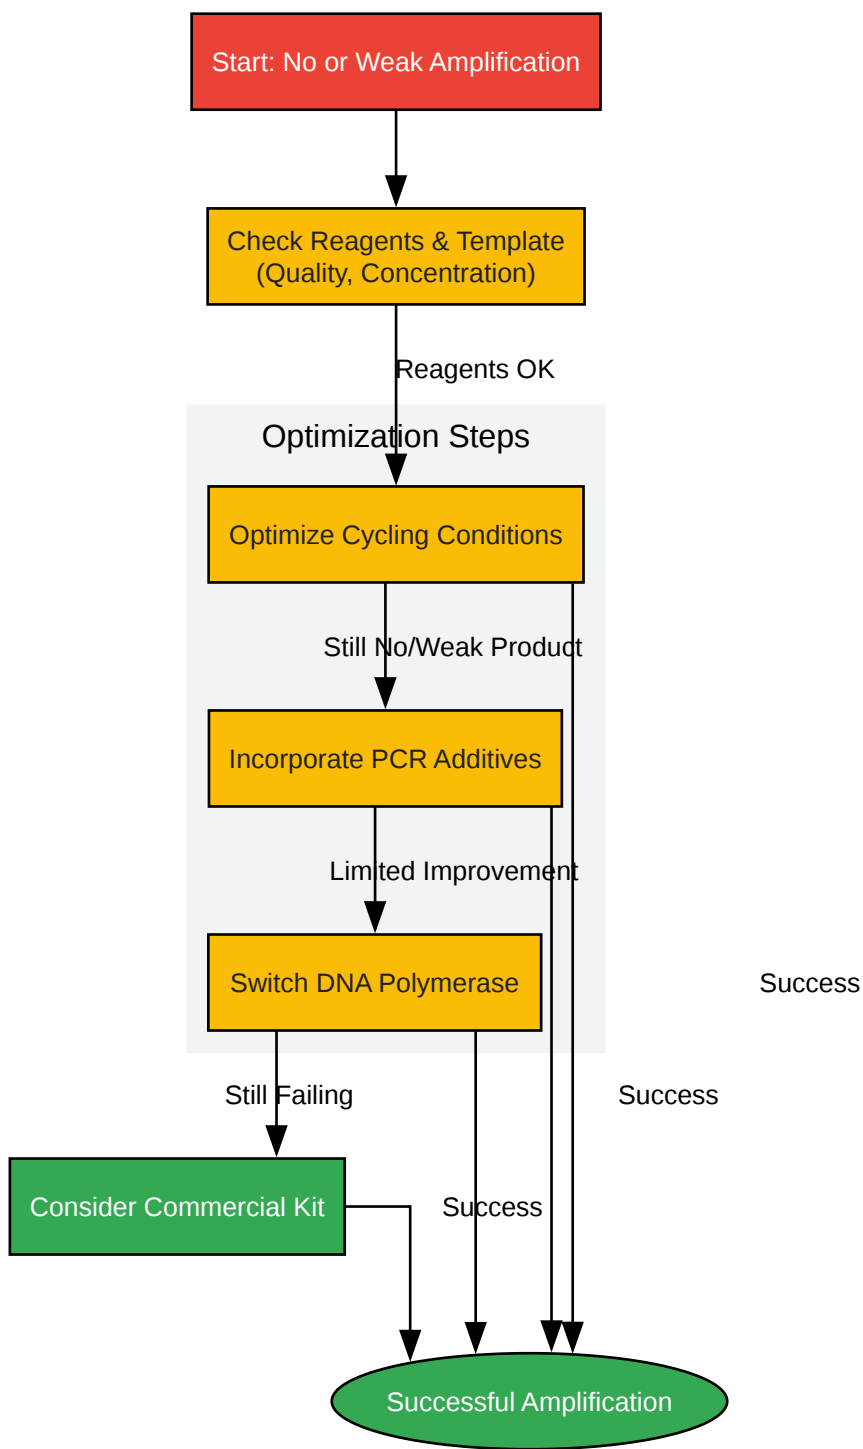 Start: No or Weak Amplification
Check Reagents & Template
(Quality, Concentration)
Reagents OK
Optimization Steps
Optimize Cycling Conditions
Still No/Weak Product
Incorporate PCR Additives
Limited Improvement
Switch DNA Polymerase
Success
Still Failing
Success
Consider Commercial Kit
Success
Successful Amplification